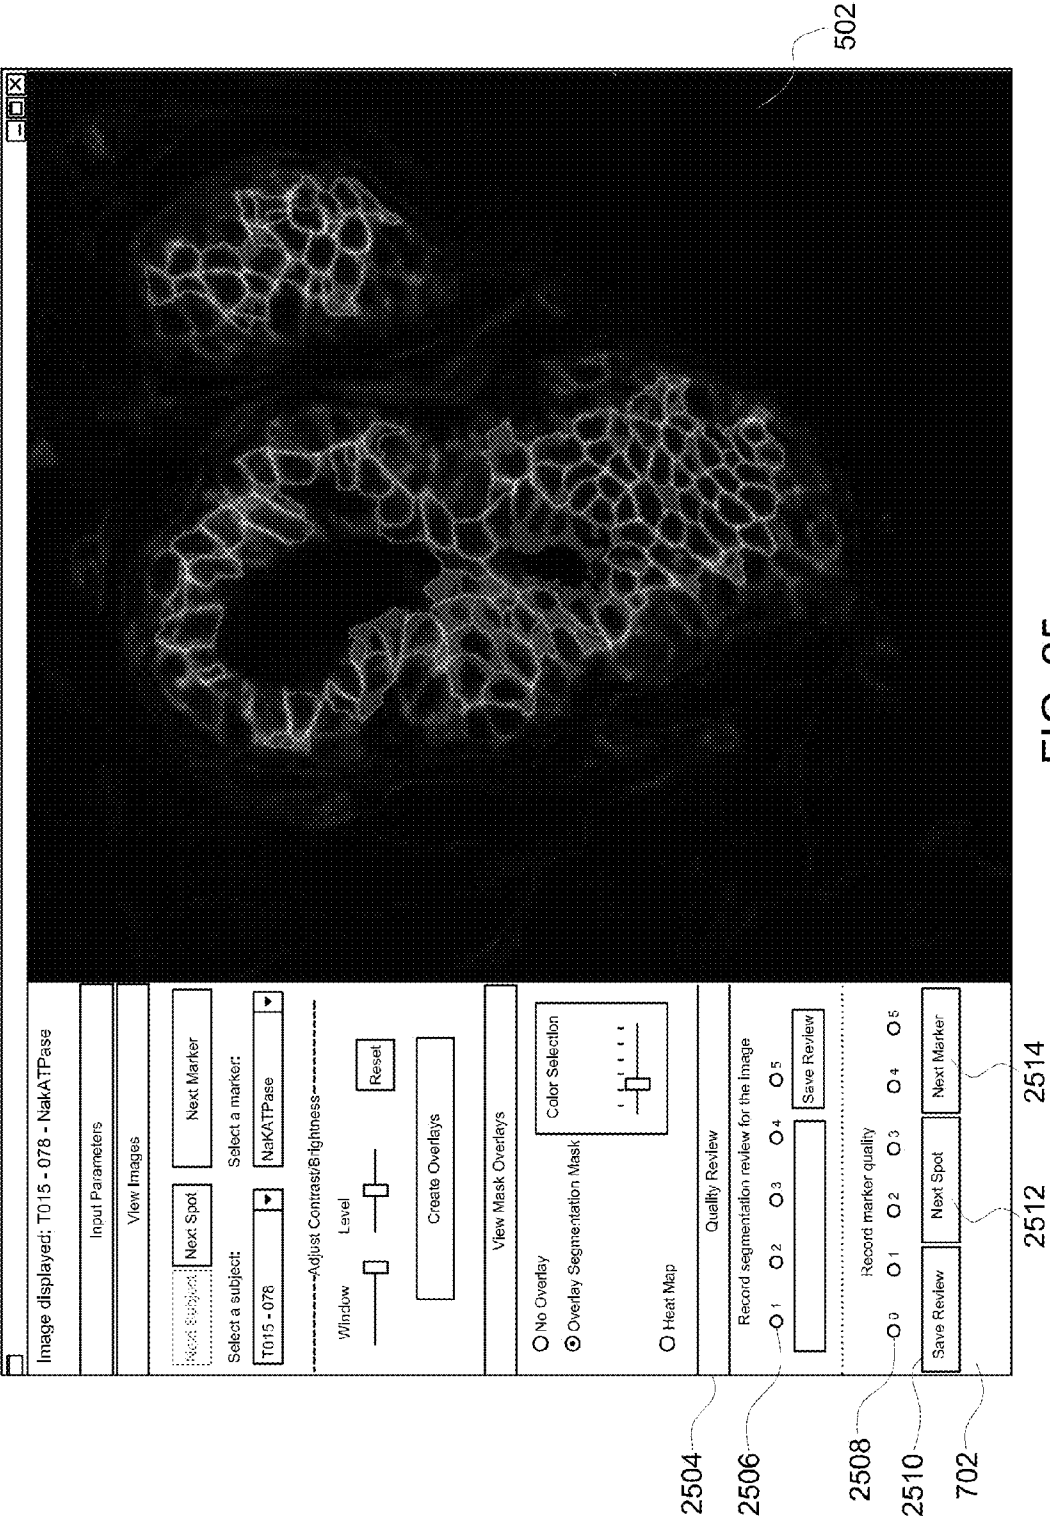 Image displayed: T015 - 078 - NakATPase
Input Parameters
View Images
Next Subject
Next Spot
Next Marker
Select a subject:
Select a marker:
T015 - 078
NaKATPase
Adjust Contrast/Brightness
Window
Level
Reset
Create Overlays
View Mask Overlays
No Overlay
Overlay Segmentation Mask
Heat Map
Color Selection
Quality Review
Record segmentation review for the image
1 2 3 4 5
Save Review
Record marker quality
0 1 2 3 4 5
Save Review
Next Spot
Next Marker
502
2504
2506
2508
2510
702
2512
2514